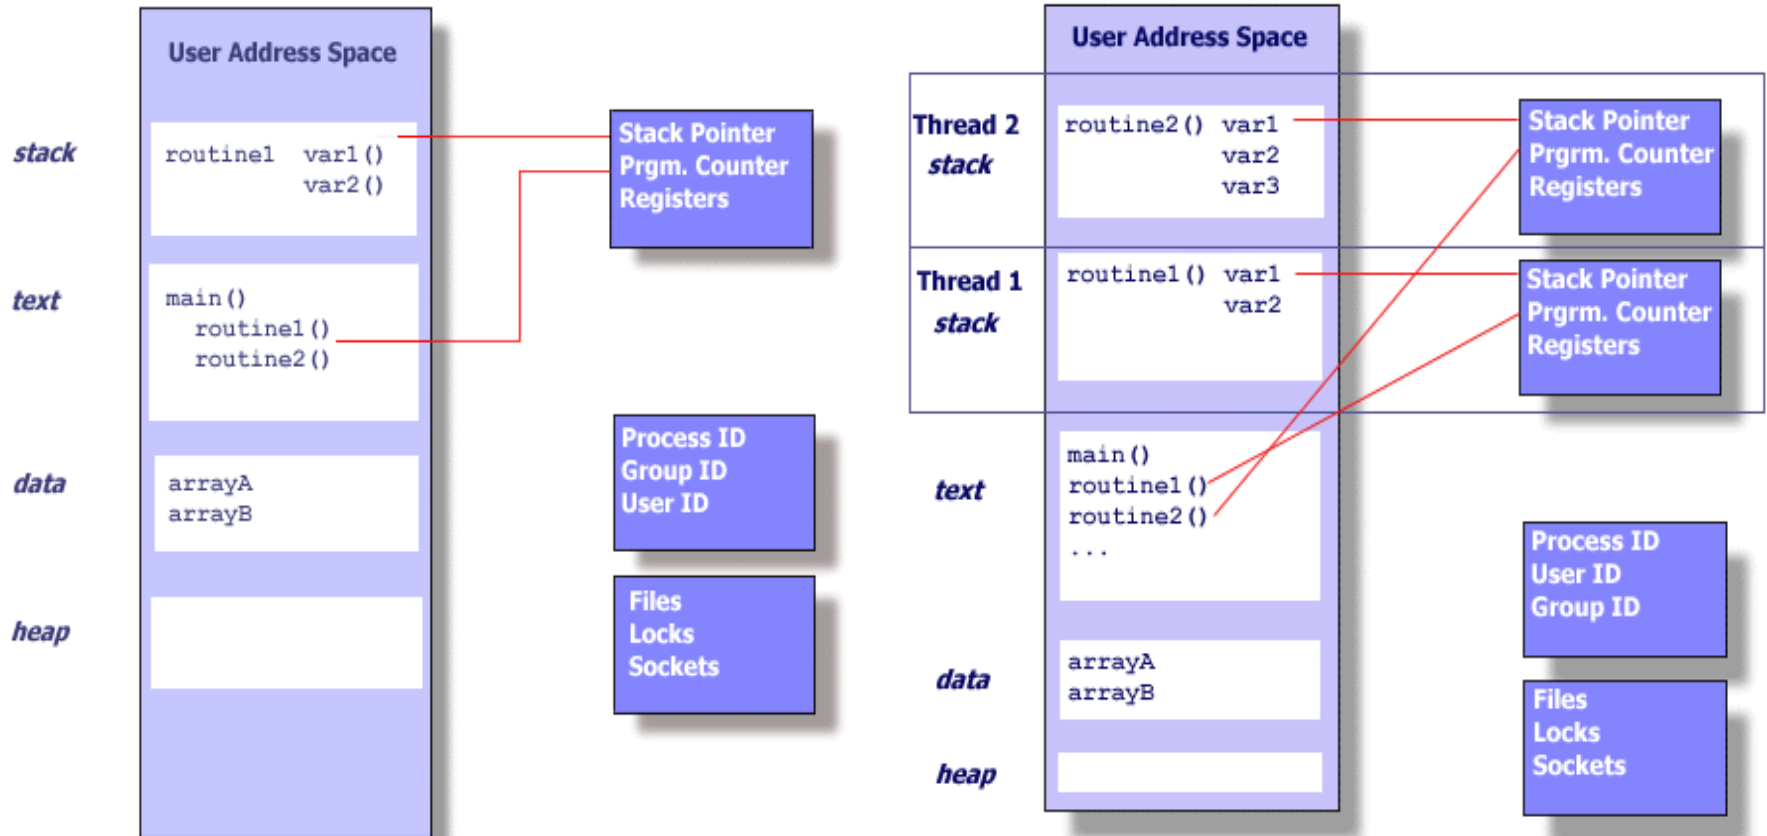 User Address Space
stack
routine1 var1()
var2()
Stack Pointer
Prgm. Counter
Registers
text
main()
routine1()
routine2()
data
arrayA
arrayB
Process ID
Group ID
User ID
heap
Files
Locks
Sockets
User Address Space
Thread 2
stack
routine2() var1
var2
var3
Stack Pointer
Prgrm. Counter
Registers
Thread 1
stack
routine1() var1
var2
Stack Pointer
Prgrm. Counter
Registers
text
main()
routine1()
routine2()
...
Process ID
User ID
Group ID
data
arrayA
arrayB
Files
Locks
Sockets
heap